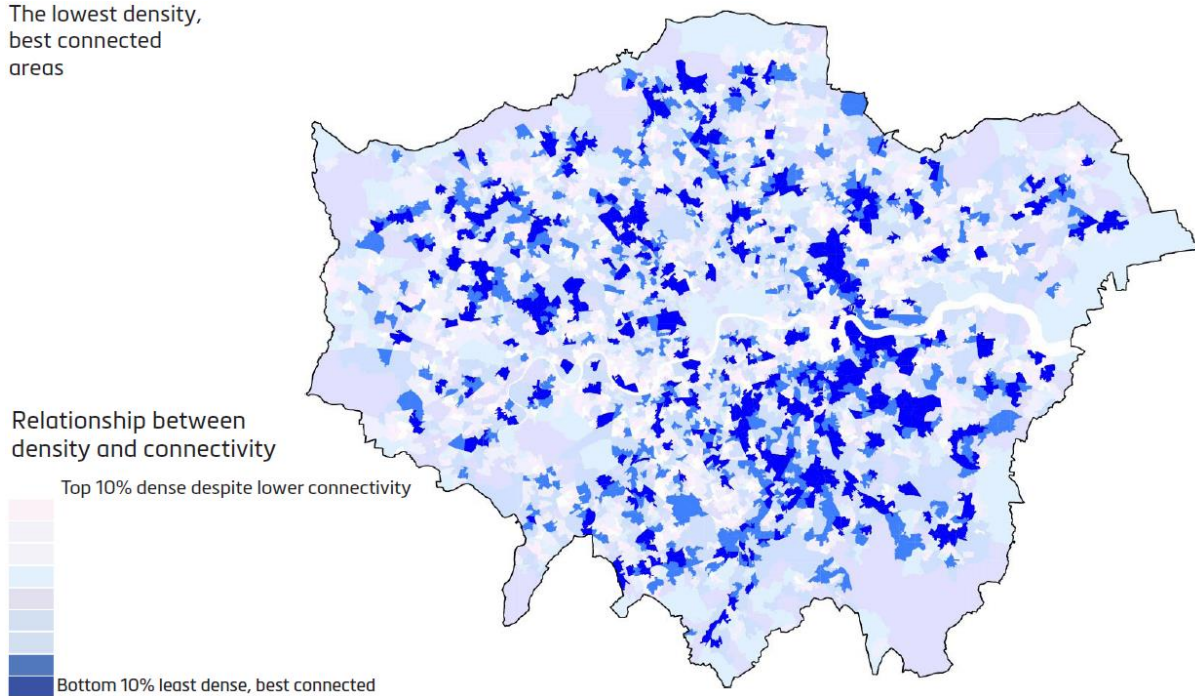 The lowest density,
best connected
areas
Relationship between
density and connectivity
Top 10% dense despite lower connectivity
Bottom 10% least dense, best connected